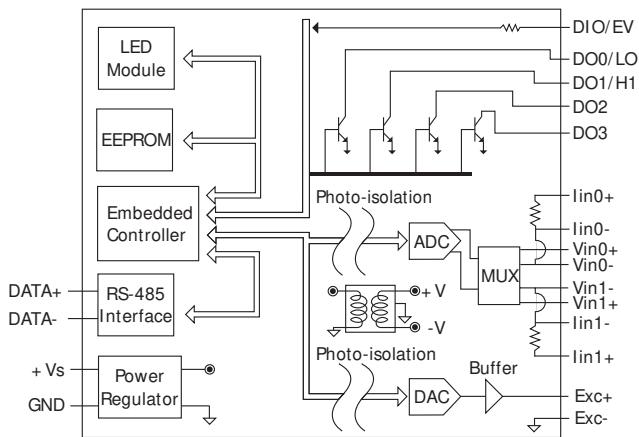 LED
Module
EEPROM
Embedded
Controller
RS-485
Interface
Power
Regulator
DATA+
DATA-
+ Vs
GND
Photo-isolation
ADC
MUX
+ V
-V
Photo-isolation
DAC
Buffer
DIO/EV
DO0/LO
DO1/H1
DO2
DO3
Iin0+
Iin0-
Vin0+
Vin0-
Vin1-
Vin1+
Iin1-
Iin1+
Exc+
Exc-